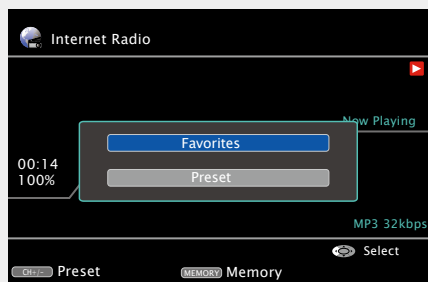 Internet Radio
Now Playing
Favorites
00:14
100%
Preset
MP3 32kbps
Select
CH+/- Preset
MEMORY Memory